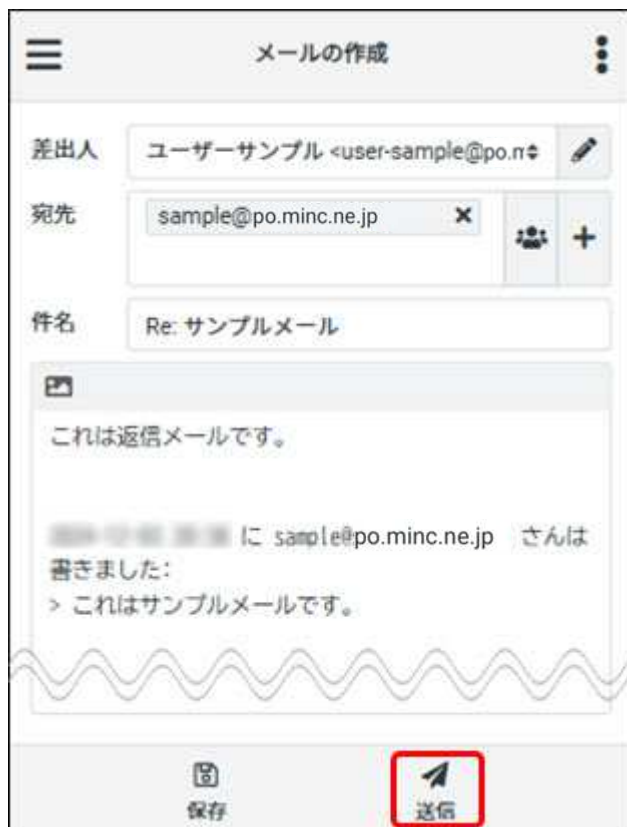 メールの作成
差出人 ユーザーサンプル <user-sample@po.m
宛先 sample@po.minc.ne.jp
件名 Re: サンプルメール
これは返信メールです。
に sample@po.minc.ne.jp さんは
書きました:
> これはサンプルメールです。
保存 送信